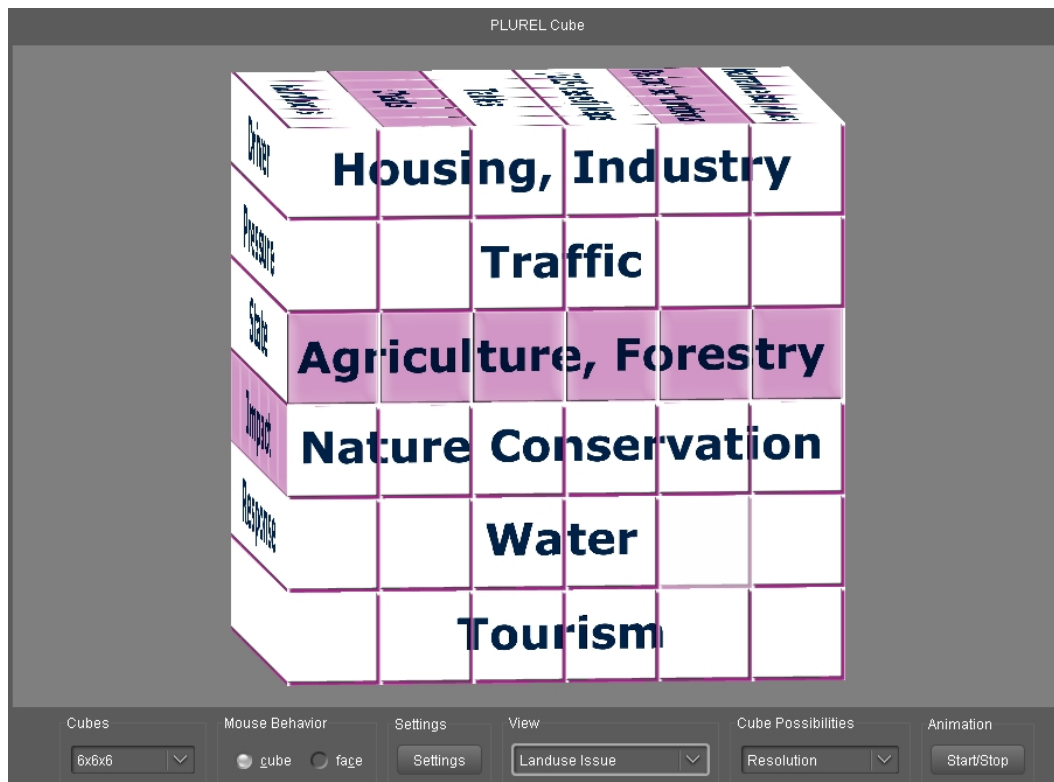 PLUREL Cube
Driver
Pressure
State
Impact
Response
Housing, Industry
Traffic
Agriculture, Forestry
Nature Conservation
Water
Tourism
Cubes
6x6x6
Mouse Behavior
cube
face
Settings
Settings
View
Landuse Issue
Cube Possibilities
Resolution
Animation
Start/Stop